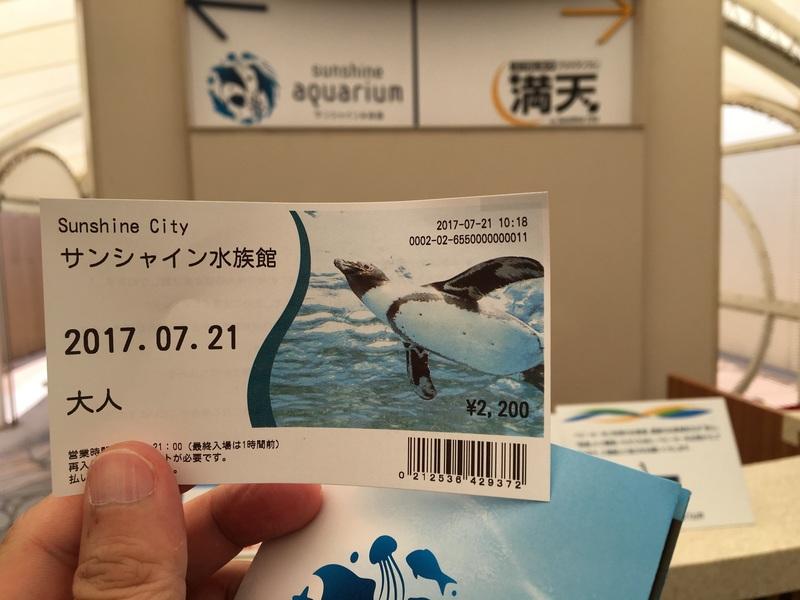 sunshine
aquarium
サンシャイン水族館
満天
Sunshine City
サンシャイン水族館
2017-07-21 10:18
0002-02-6550000000011
2017.07.21
大人
¥2,200
営業時 21:00（最終入場は1時間前）
再入 トが必要です。
払い
0 212536 429372